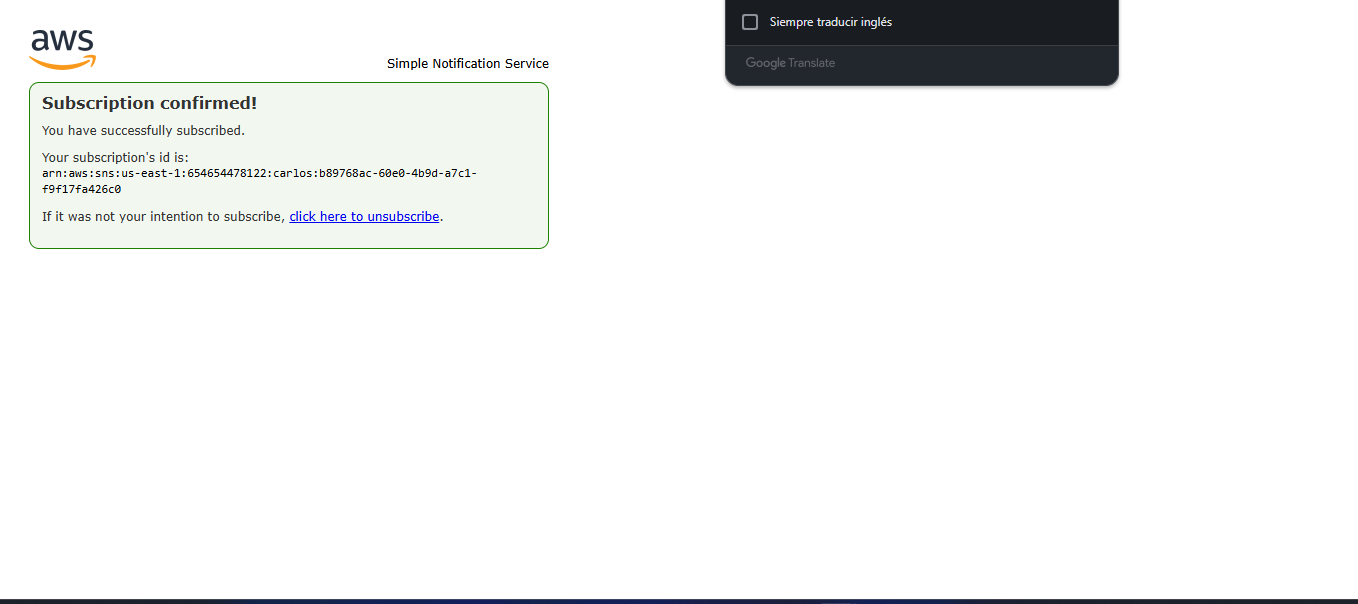 aws
Simple Notification Service
Subscription confirmed!
You have successfully subscribed.
Your subscription's id is:
arn:aws:sns:us-east-1:654654478122:carlos:b89768ac-60e0-4b9d-a7c1-
f9f17fa426c0
If it was not your intention to subscribe, click here to unsubscribe.
Siempre traducir inglés
Google Translate